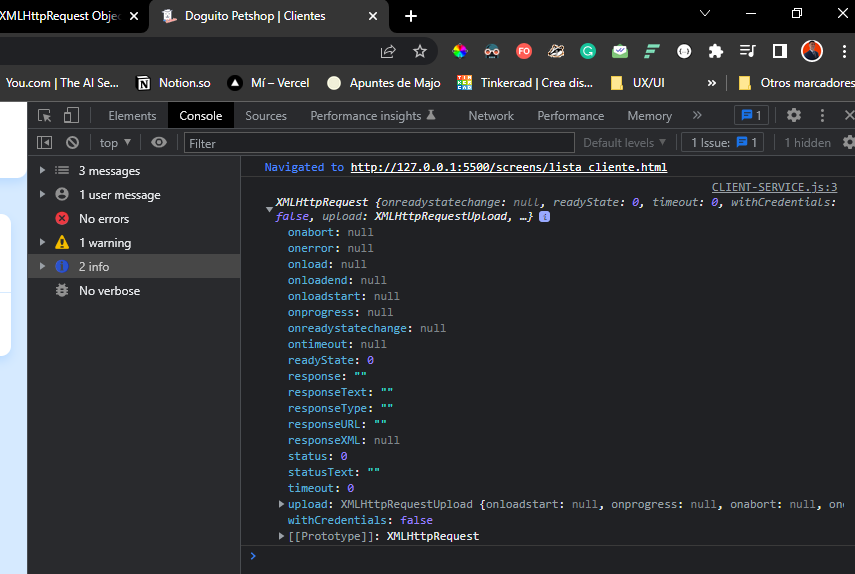 XMLHttpRequest Obje
Doguito Petshop | Clientes
FO
You.com | The AI Se...
Notion.so
Mí – Vercel
Apuntes de Majo
Tinkercad | Crea dis...
UX/UI
»
Otros marcadores
Elements
Console
Sources
Performance insights
Network
Performance
Memory
»
1
top
Filter
Default levels
1 Issue: 1
1 hidden
3 messages
1 user message
No errors
1 warning
2 info
No verbose
Navigated to http://127.0.0.1:5500/screens/lista_cliente.html
CLIENT-SERVICE.js:3
XMLHttpRequest {onreadystatechange: null, readyState: 0, timeout: 0, withCredentials:
false, upload: XMLHttpRequestUpload, …} i
onabort: null
onerror: null
onload: null
onloadend: null
onloadstart: null
onprogress: null
onreadystatechange: null
ontimeout: null
readyState: 0
response: ""
responseText: ""
responseType: ""
responseURL: ""
responseXML: null
status: 0
statusText: ""
timeout: 0
upload: XMLHttpRequestUpload {onloadstart: null, onprogress: null, onabort: null, on
withCredentials: false
[[Prototype]]: XMLHttpRequest